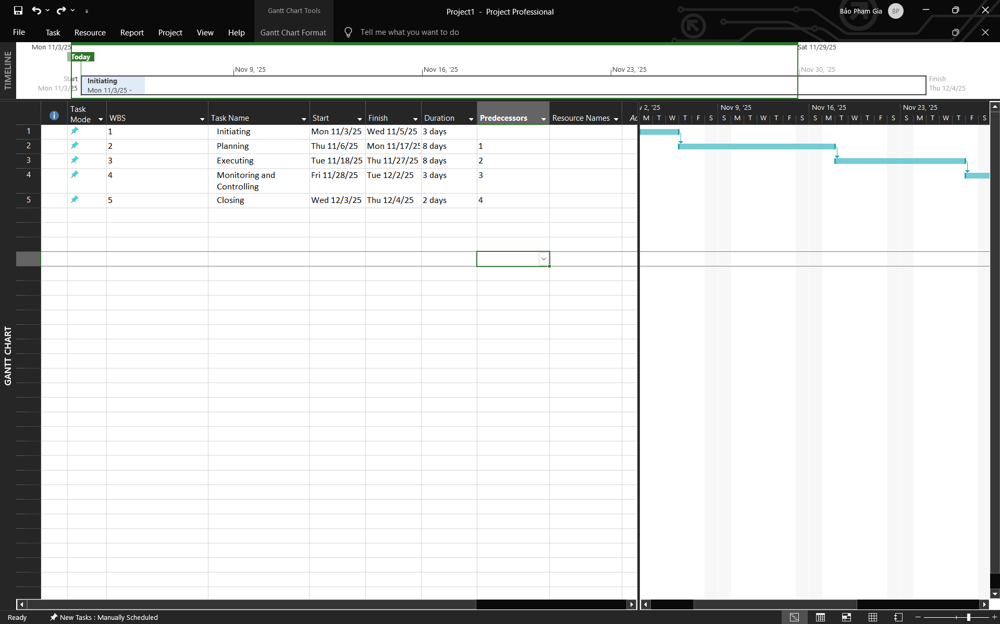 Gantt Chart Tools
Project1 - Project Professional
Bảo Phạm Gia
BP
File Task Resource Report Project View Help Gantt Chart Format Tell me what you want to do
TIMELINE
Mon 11/3/25
Sat 11/29/25
Today
Nov 9, '25 Nov 16, '25 Nov 23, '25 Nov 30, '25
Start
Mon 11/3/25
Initiating
Mon 11/3/25 -
Finish
Thu 12/4/25
GANTT CHART
Task Mode WBS Task Name Start Finish Duration Predecessors Resource Names
2, '25 Nov 9, '25 Nov 16, '25 Nov 23, '25
M T W T F S S M T W T F S S M T W T F S S M T W T F S
1 1 Initiating Mon 11/3/25 Wed 11/5/25 3 days
2 2 Planning Thu 11/6/25 Mon 11/17/25 8 days 1
3 3 Executing Tue 11/18/25 Thu 11/27/25 8 days 2
4 4 Monitoring and Controlling Fri 11/28/25 Tue 12/2/25 3 days 3
5 5 Closing Wed 12/3/25 Thu 12/4/25 2 days 4
Ready New Tasks : Manually Scheduled